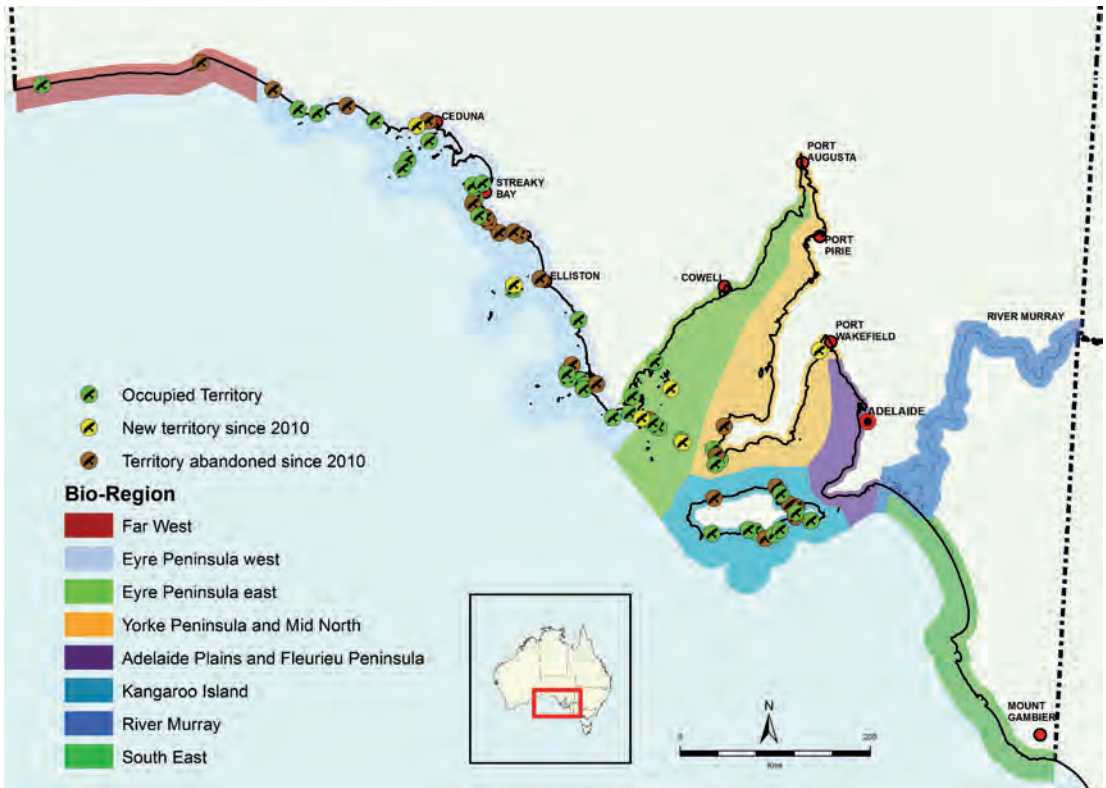 CEDUNA
PORT
AUGUSTA
STREAKY
BAY
PORT
PIRIE
ELLISTON
COWELL
RIVER MURRAY
PORT
WAKEFIELD
ADELAIDE
Occupied Territory
New territory since 2010
Territory abandoned since 2010
Bio-Region
Far West
Eyre Peninsula west
Eyre Peninsula east
Yorke Peninsula and Mid North
Adelaide Plains and Fleurieu Peninsula
Kangaroo Island
River Murray
South East
N
0 200
Kms
MOUNT
GAMBIER